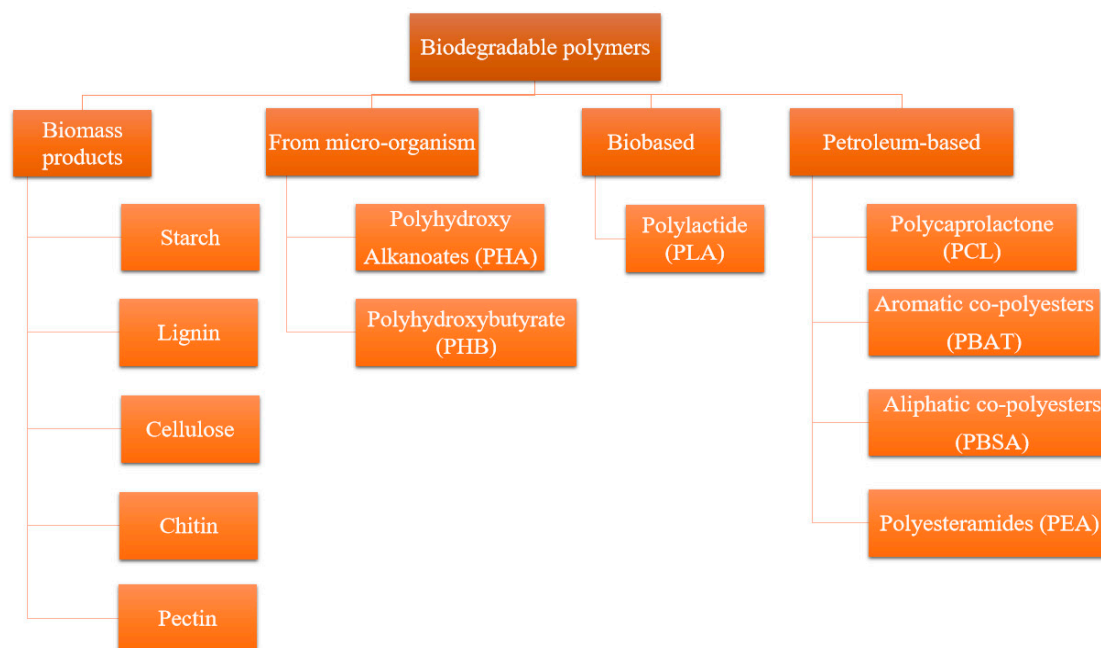 Biodegradable polymers
Biomass
products
From micro-organism
Biobased
Petroleum-based
Starch
Lignin
Cellulose
Chitin
Pectin
Polyhydroxy
Alkanoates (PHA)
Polyhydroxybutyrate
(PHB)
Polylactide
(PLA)
Polycaprolactone
(PCL)
Aromatic co-polyesters
(PBAT)
Aliphatic co-polyesters
(PBSA)
Polyesteramides (PEA)